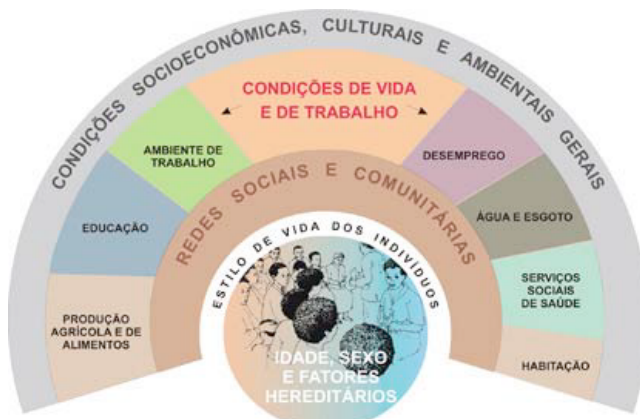 CONDIÇÕES SOCIOECONÔMICAS, CULTURAIS E AMBIENTAIS GERAIS
CONDIÇÕES DE VIDA
E DE TRABALHO
AMBIENTE DE
TRABALHO
DESEMPREGO
REDES SOCIAIS E COMUNITÁRIAS
EDUCAÇÃO
ÁGUA E ESGOTO
ESTILO DE VIDA DOS INDIVÍDUOS
PRODUÇÃO
AGRÍCOLA E DE
ALIMENTOS
SERVIÇOS
SOCIAIS
DE SAÚDE
HABITAÇÃO
IDADE, SEXO
E FATORES
HEREDITÁRIOS